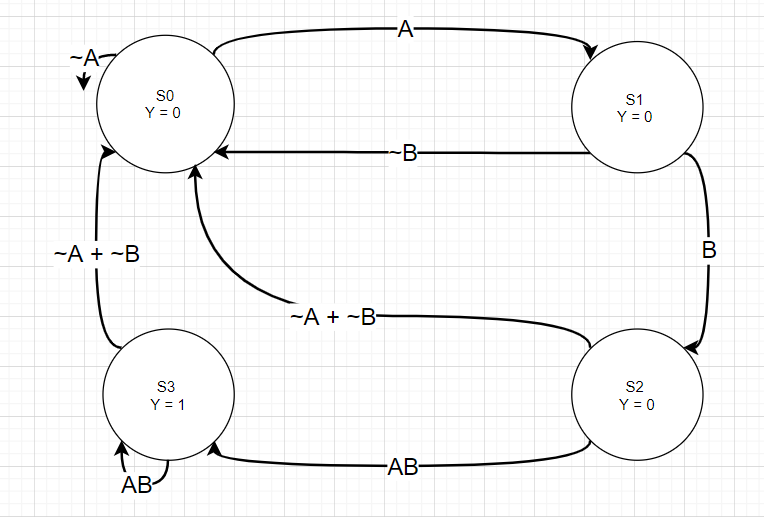 A
~A
S0
Y = 0
S1
Y = 0
~B
~A + ~B
B
~A + ~B
S3
Y = 1
S2
Y = 0
AB
AB